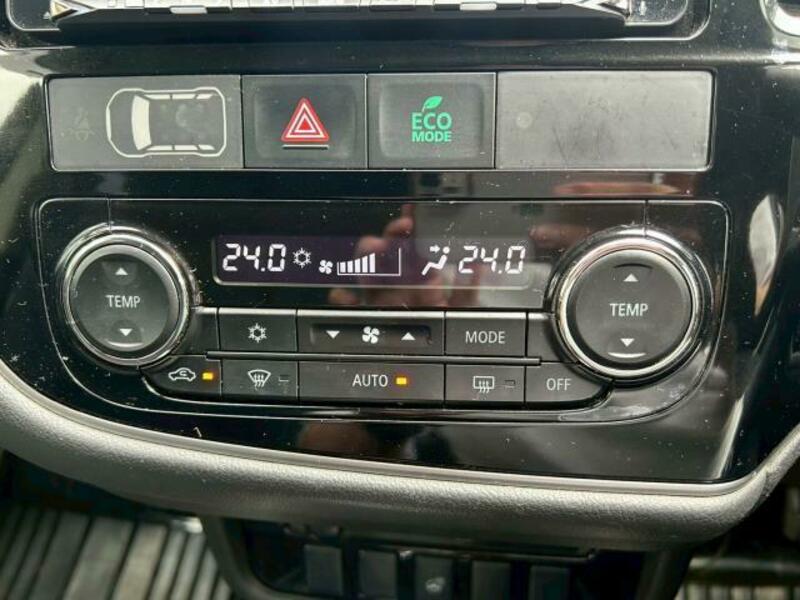 ECO
MODE
24.0 24.0
TEMP TEMP
MODE
AUTO OFF